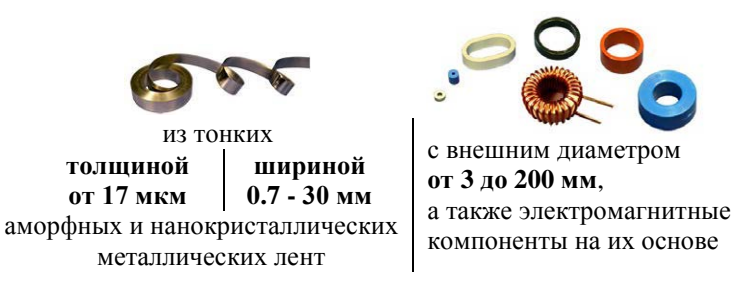 из тонких
толщиной
от 17 мкм
шириной
0.7 - 30 мм
аморфных и нанокристаллических
металлических лент
с внешним диаметром
от 3 до 200 мм,
а также электромагнитные
компоненты на их основе